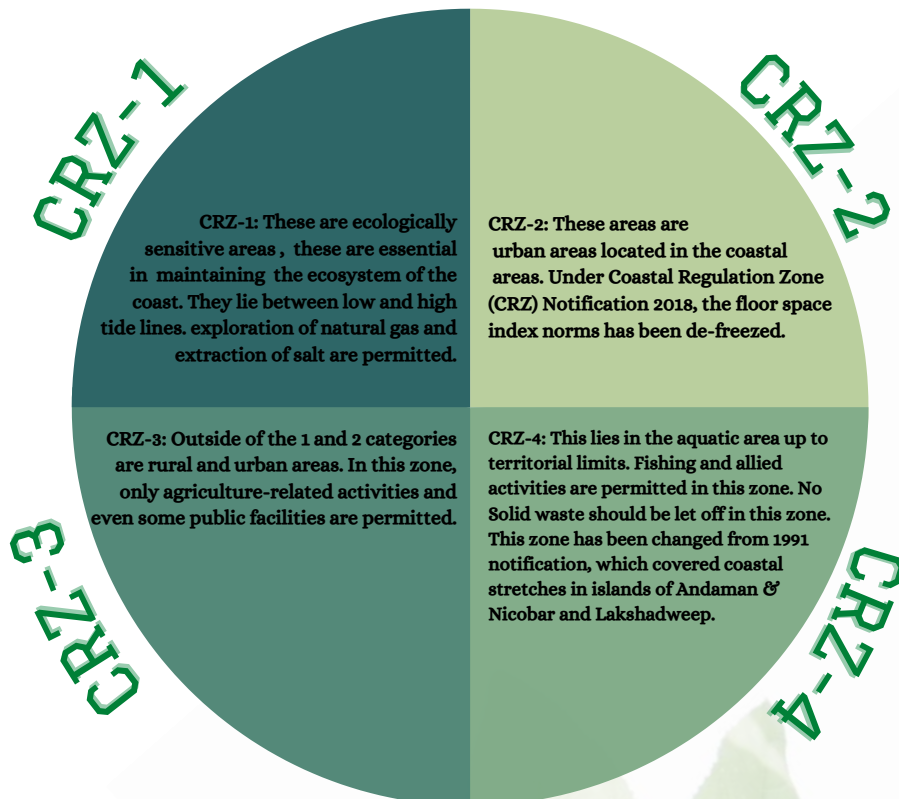 CRZ-1
CRZ-2
CRZ-1: These are ecologically
sensitive areas , these are essential
in maintaining the ecosystem of the
coast. They lie between low and high
tide lines. exploration of natural gas and
extraction of salt are permitted.
CRZ-2: These areas are
urban areas located in the coastal
areas. Under Coastal Regulation Zone
(CRZ) Notification 2018, the floor space
index norms has been de-freezed.
CRZ-3: Outside of the 1 and 2 categories
are rural and urban areas. In this zone,
only agriculture-related activities and
even some public facilities are permitted.
CRZ-4: This lies in the aquatic area up to
territorial limits. Fishing and allied
activities are permitted in this zone. No
Solid waste should be let off in this zone.
This zone has been changed from 1991
notification, which covered coastal
stretches in islands of Andaman &
Nicobar and Lakshadweep.
CRZ-3
CRZ-4